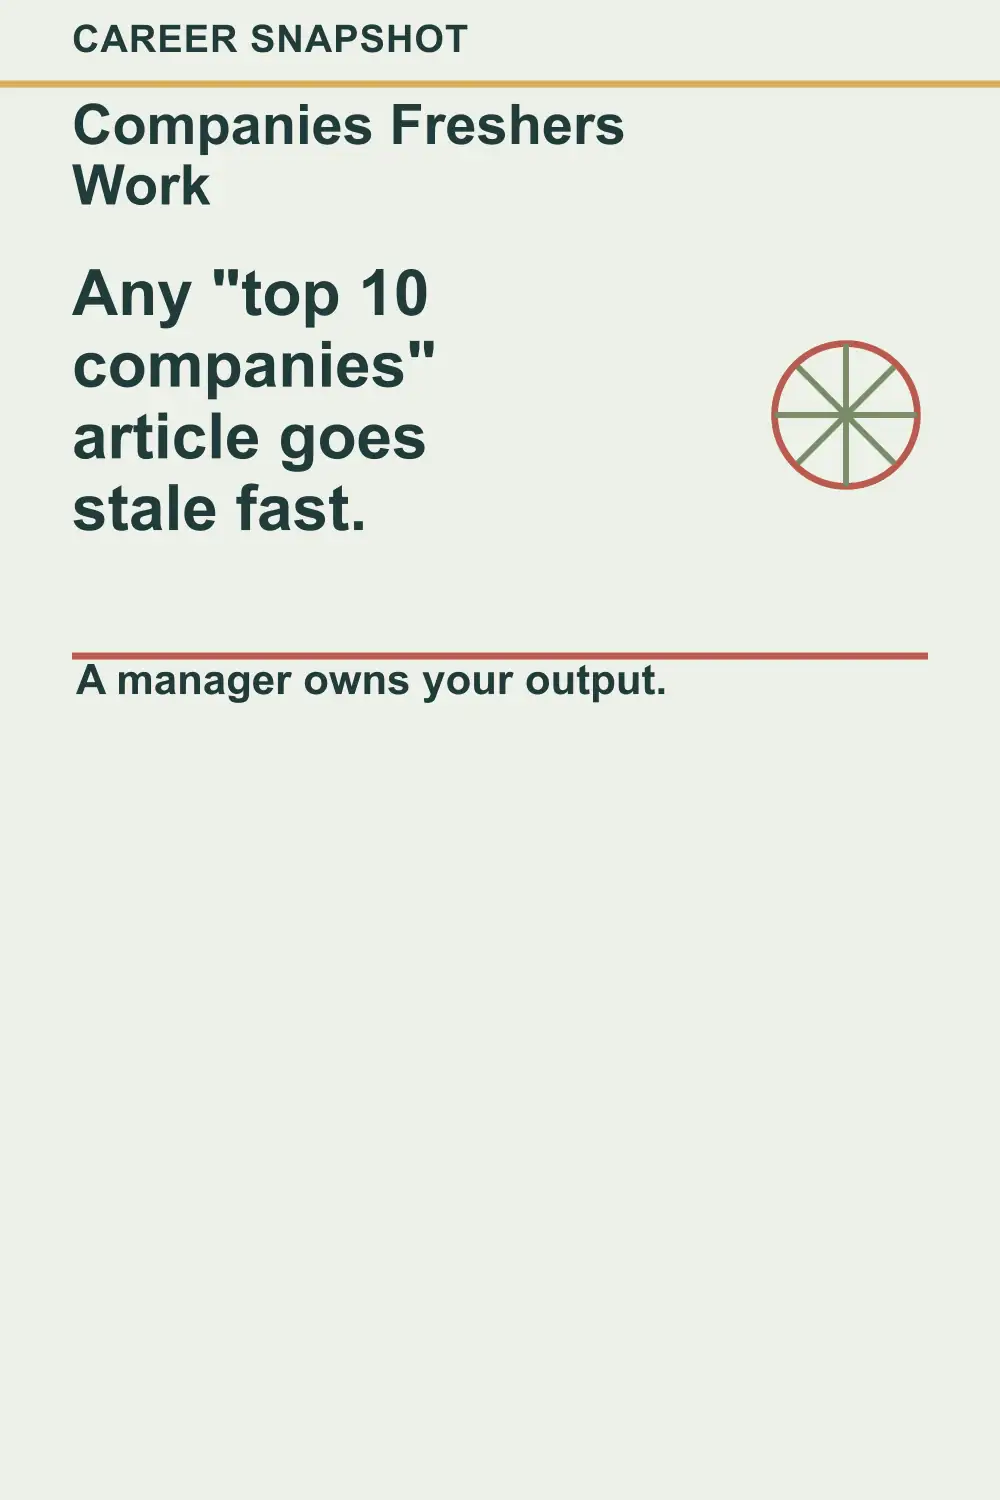 CAREER SNAPSHOT
Companies Freshers
Work
Any "top 10
companies"
article goes
stale fast.
A manager owns your output.